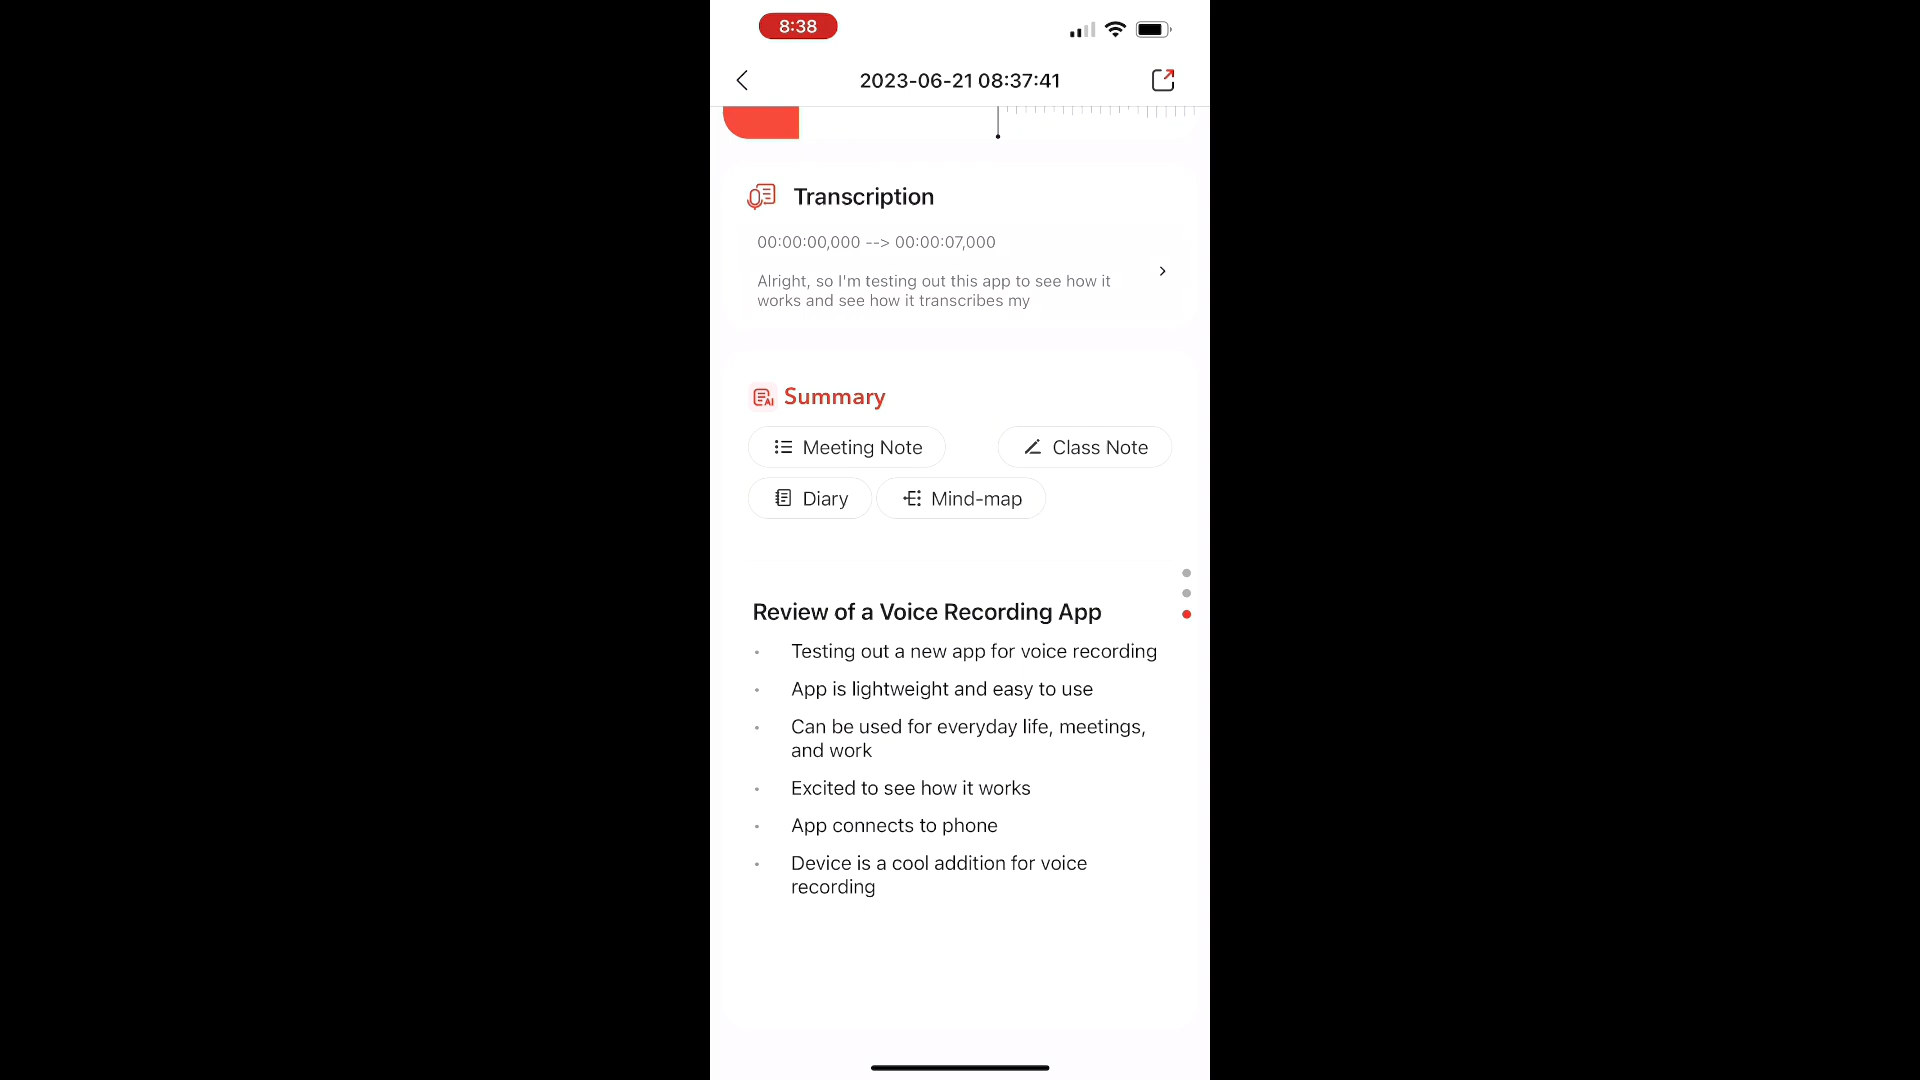 8:38
2023-06-21 08:37:41
Transcription
00:00:00,000 --> 00:00:07,000
Alright, so I'm testing out this app to see how it
works and see how it transcribes my
AI Summary
Meeting Note
Class Note
Diary
Mind-map
Review of a Voice Recording App
• Testing out a new app for voice recording
• App is lightweight and easy to use
• Can be used for everyday life, meetings,
and work
• Excited to see how it works
• App connects to phone
• Device is a cool addition for voice
recording